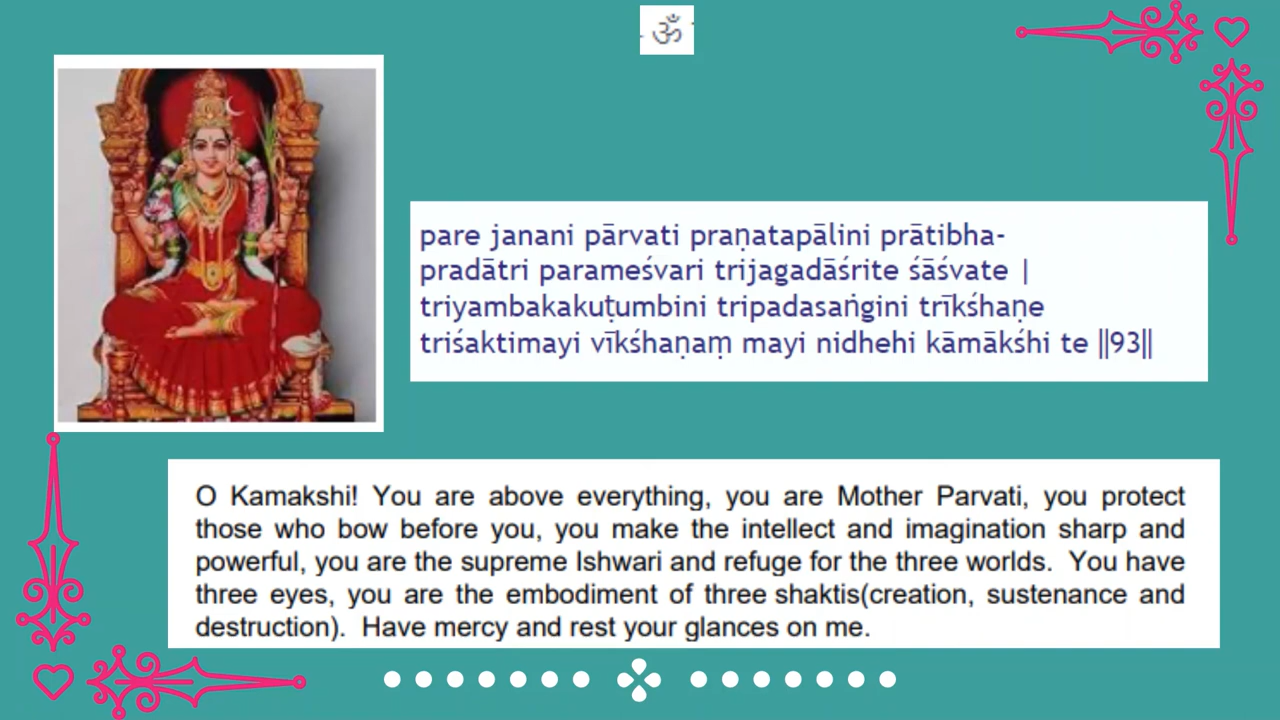 ॐ
pare janani pārvati praṇatapālini prātibha-
pradātri parameśvari trijagadāśrite śāśvate |
triyambakakuṭumbini tripadasaṅgini trīkśhaṇe
triśaktimayi vīkśhaṇaṃ mayi nidhehi kāmākśhi te ||93||
O Kamakshi! You are above everything, you are Mother Parvati, you protect
those who bow before you, you make the intellect and imagination sharp and
powerful, you are the supreme Ishwari and refuge for the three worlds. You have
three eyes, you are the embodiment of three shaktis(creation, sustenance and
destruction). Have mercy and rest your glances on me.